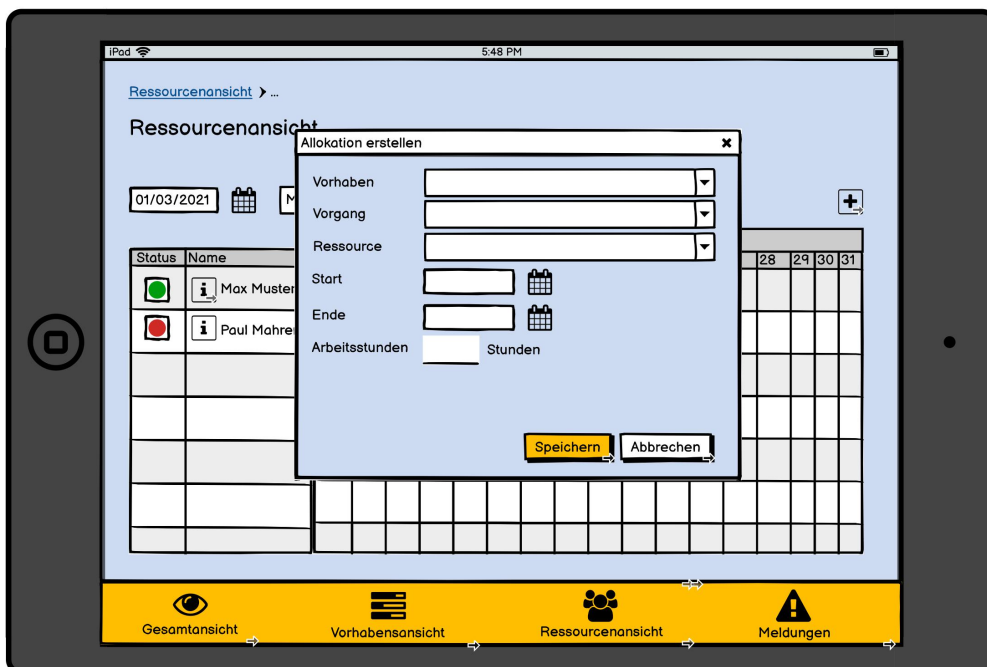 iPad
5:48 PM
Ressourcenansicht > ...
Ressourcenansicht
Allokation erstellen
Vorhaben
01/03/2021
M
Vorgang
Ressource
Status Name
28 29 30 31
Start
i Max Muster
Ende
i Paul Mahre
Arbeitsstunden
Stunden
Speichern
Abbrechen
Gesamtansicht
Vorhabensansicht
Ressourcenansicht
Meldungen